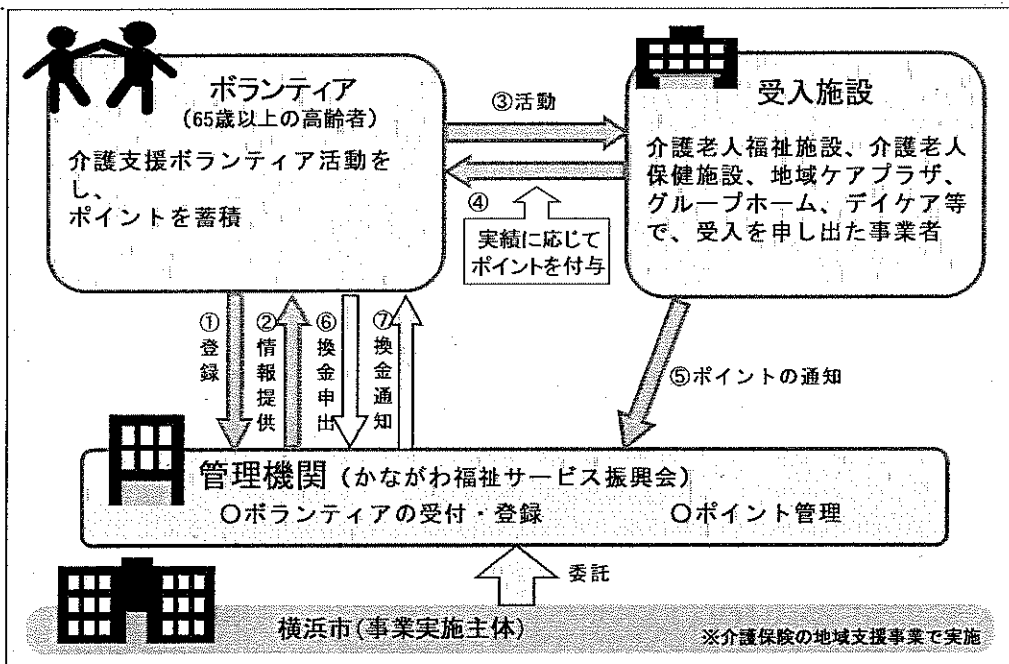 ボランティア
(65歳以上の高齢者)
介護支援ボランティア活動を
し、
ポイントを蓄積
③活動
④
実績に応じて
ポイントを付与
受入施設
介護老人福祉施設、介護老人
保健施設、地域ケアプラザ、
グループホーム、デイケア等
で、受入を申し出た事業者
①登録
②情報提供
⑥換金申出
⑦換金通知
⑤ポイントの通知
管理機関(かながわ福祉サービス振興会)
○ボランティアの受付・登録 ○ポイント管理
委託
横浜市(事業実施主体)
※介護保険の地域支援事業で実施